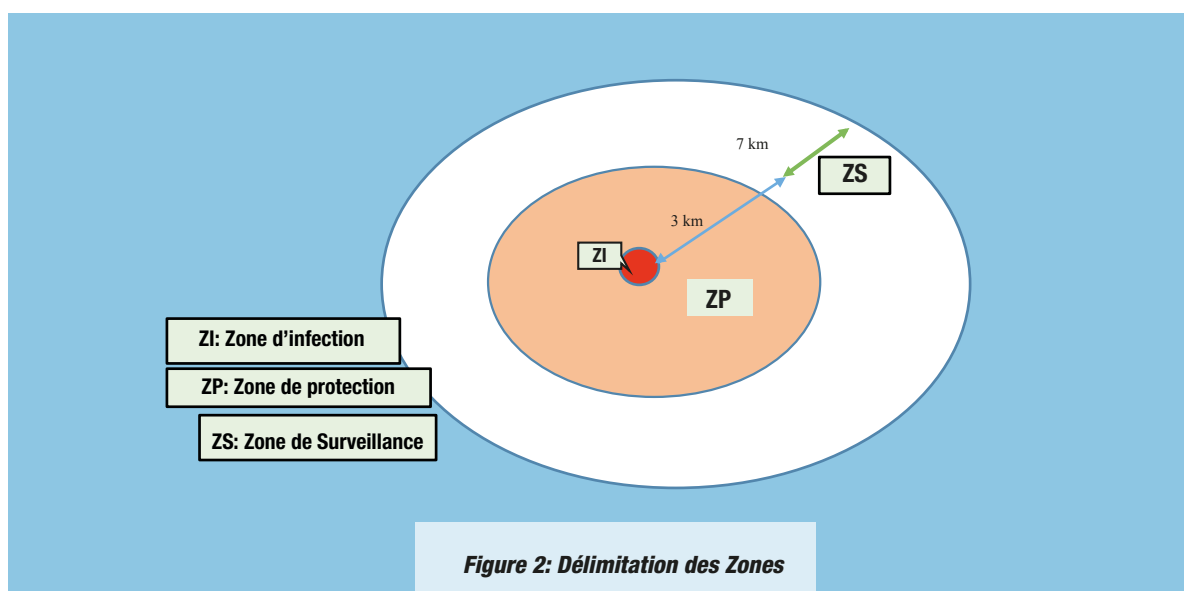 7 km
ZS
3 km
ZI
ZP
ZI: Zone d’infection
ZP: Zone de protection
ZS: Zone de Surveillance
Figure 2: Délimitation des Zones